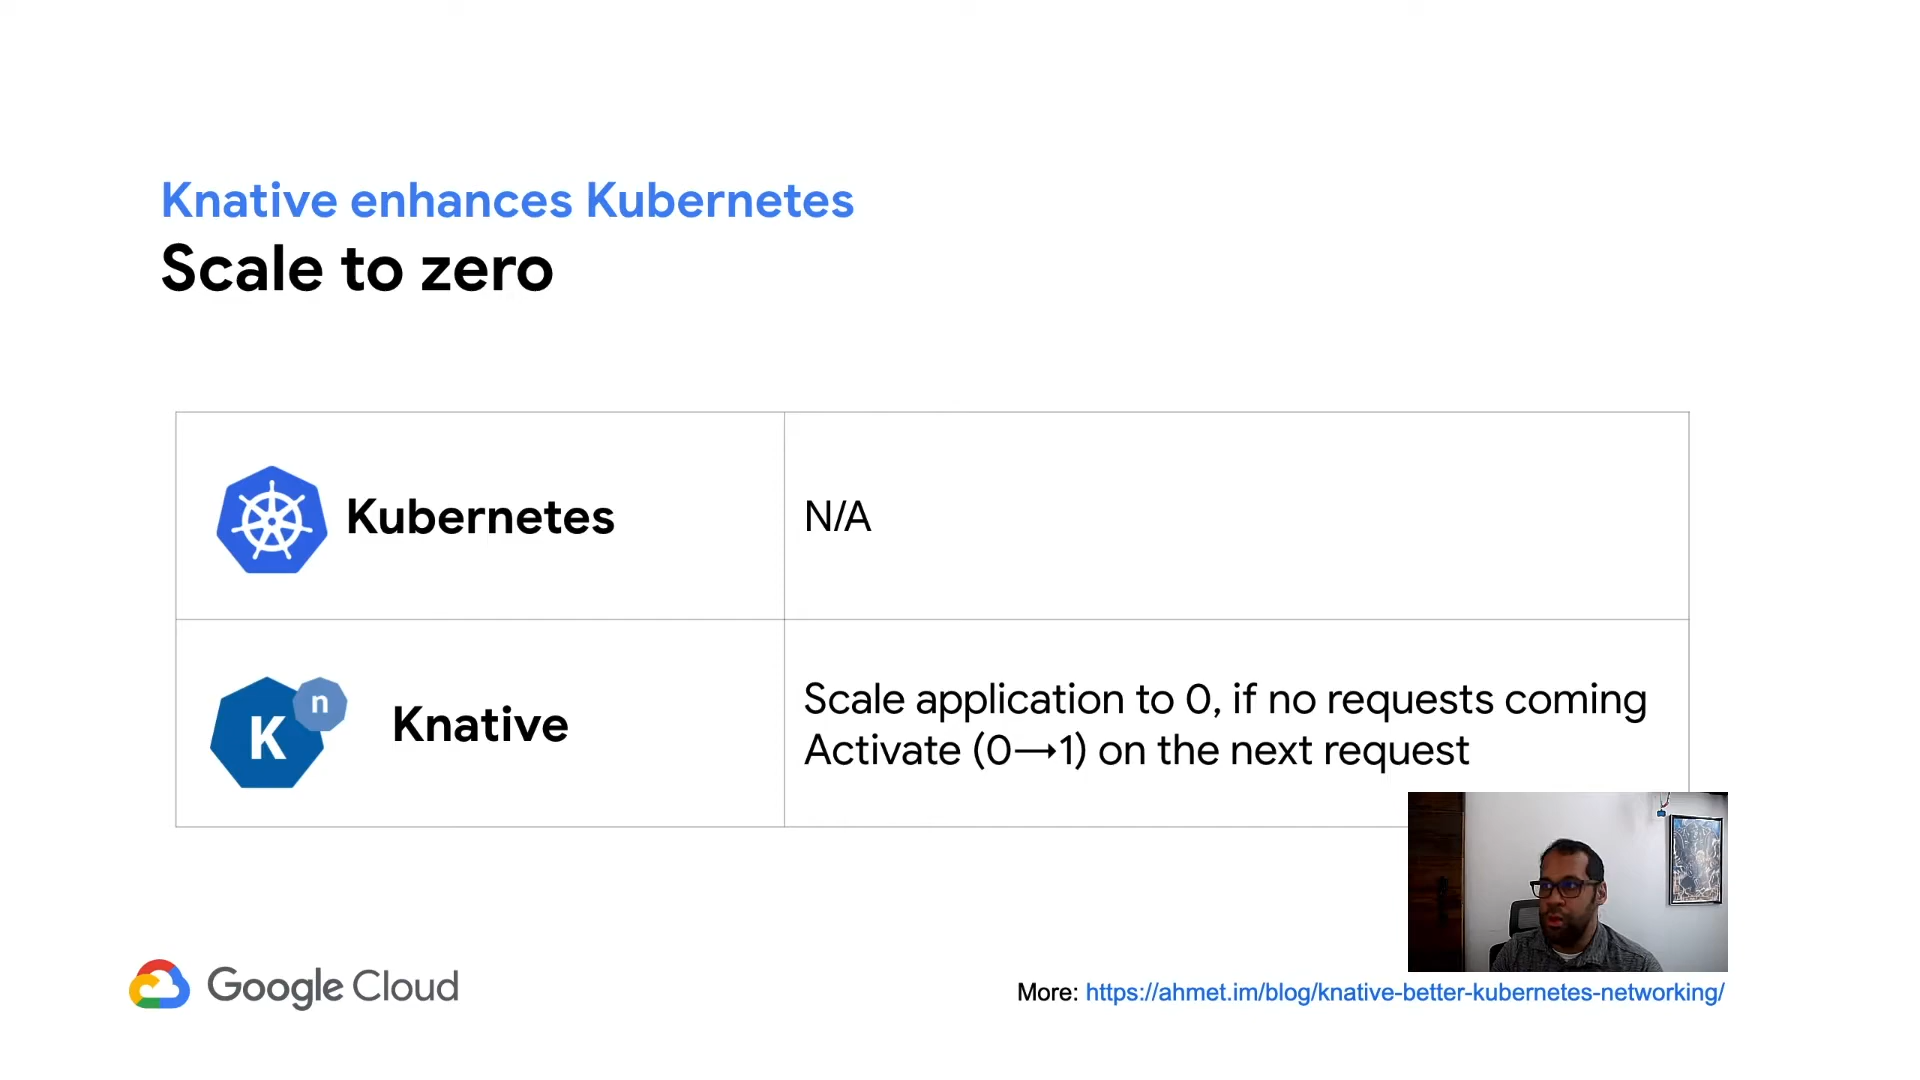 Knative enhances Kubernetes
Scale to zero
Kubernetes
N/A
K n
Knative
Scale application to 0, if no requests coming
Activate (0→1) on the next request
Google Cloud
More: https://ahmet.im/blog/knative-better-kubernetes-networking/